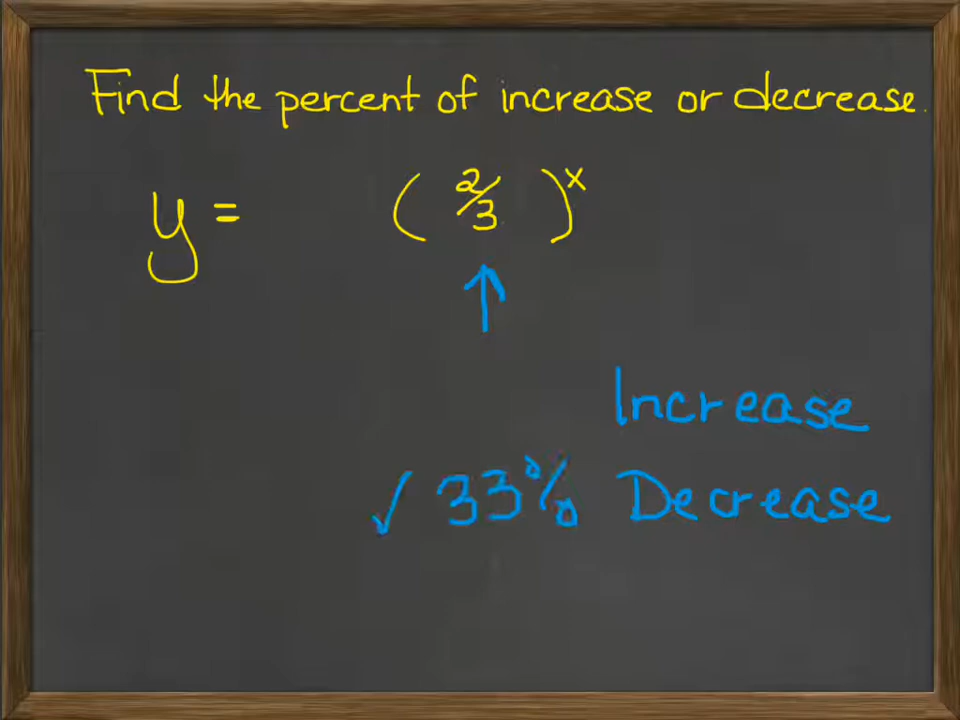 Find the percent of increase or decrease.
y = ( 2/3 )^x
↑
Increase
✓ 33% Decrease